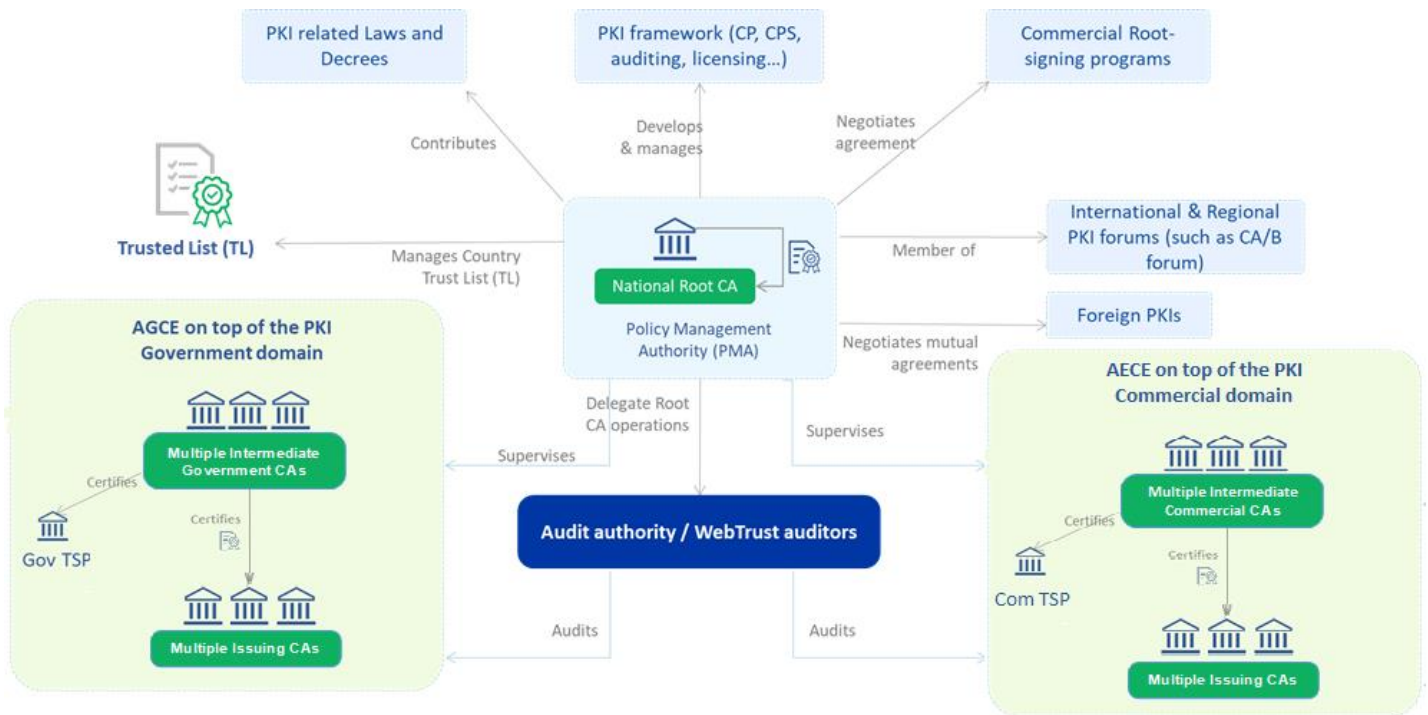 PKI related Laws and
Decrees
PKI framework (CP, CPS,
auditing, licensing...)
Commercial Root-
signing programs
Contributes
Develops
& manages
Negotiates
agreement
Trusted List (TL)
Manages Country
Trust List (TL)
National Root CA
Policy Management
Authority (PMA)
Member of
International & Regional
PKI forums (such as CA/B
forum)
Negotiates mutual
agreements
Foreign PKIs
AGCE on top of the PKI
Government domain
Multiple Intermediate
Government CAs
Certifies
Gov TSP
Certifies
Multiple Issuing CAs
Supervises
Delegate Root
CA operations
Supervises
Audit authority / WebTrust auditors
Audits
Audits
AECE on top of the PKI
Commercial domain
Multiple Intermediate
Commercial CAs
Certifies
Com TSP
Certifies
Multiple Issuing CAs